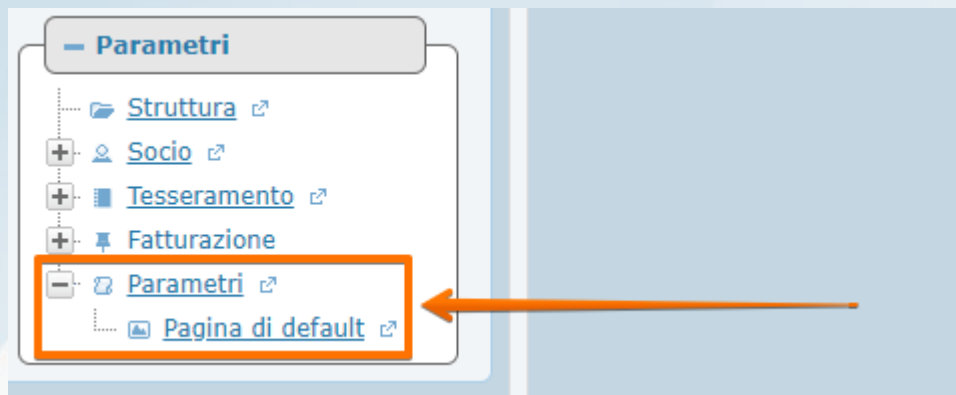 Parametri
Struttura
Socio
Tesseramento
Fatturazione
Parametri
Pagina di default